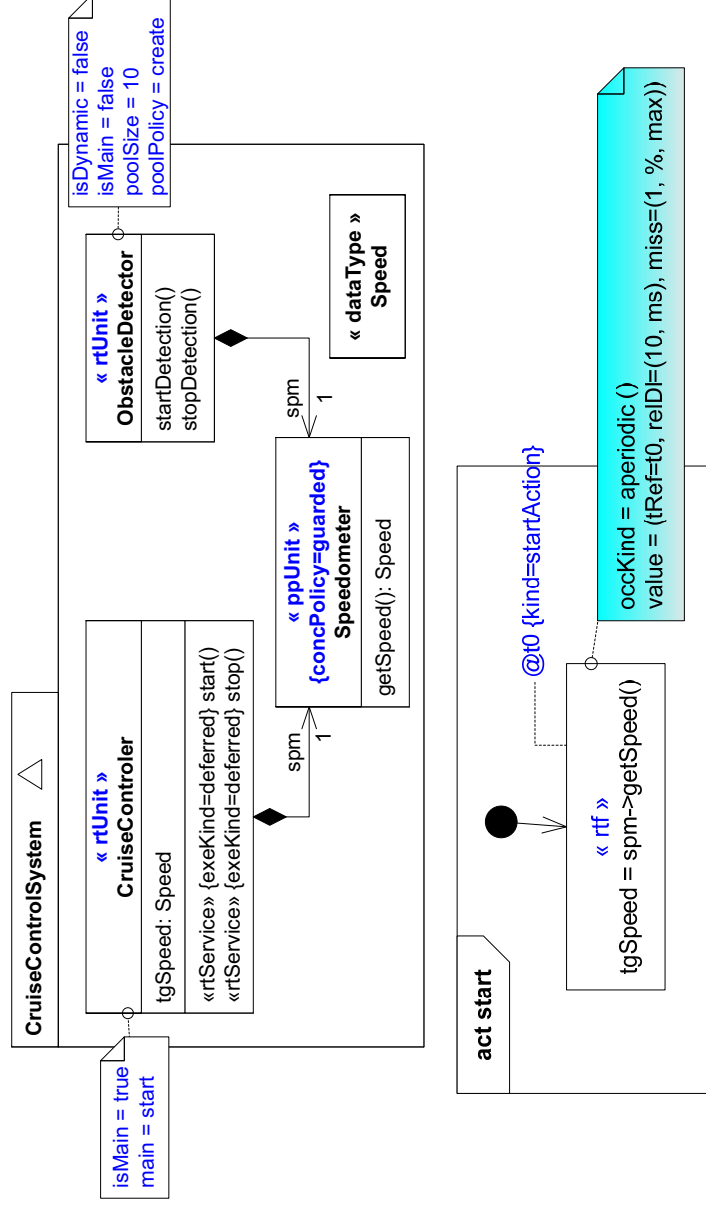 CruiseControlSystem
isMain = true
main = start
« rtUnit »
CruiseControler
tgSpeed: Speed
«rtService» {exeKind=deferred} start()
«rtService» {exeKind=deferred} stop()
isDynamic = false
isMain = false
poolSize = 10
poolPolicy = create
« rtUnit »
ObstacleDetector
startDetection()
stopDetection()
spm
1
spm
1
« ppUnit »
{concPolicy=guarded}
Speedometer
getSpeed(): Speed
« dataType »
Speed
act start
@t0 {kind=startAction}
« rtf »
tgSpeed = spm->getSpeed()
occKind = aperiodic ()
value = (tRef=t0, relDl=(10, ms), miss=(1, %, max))